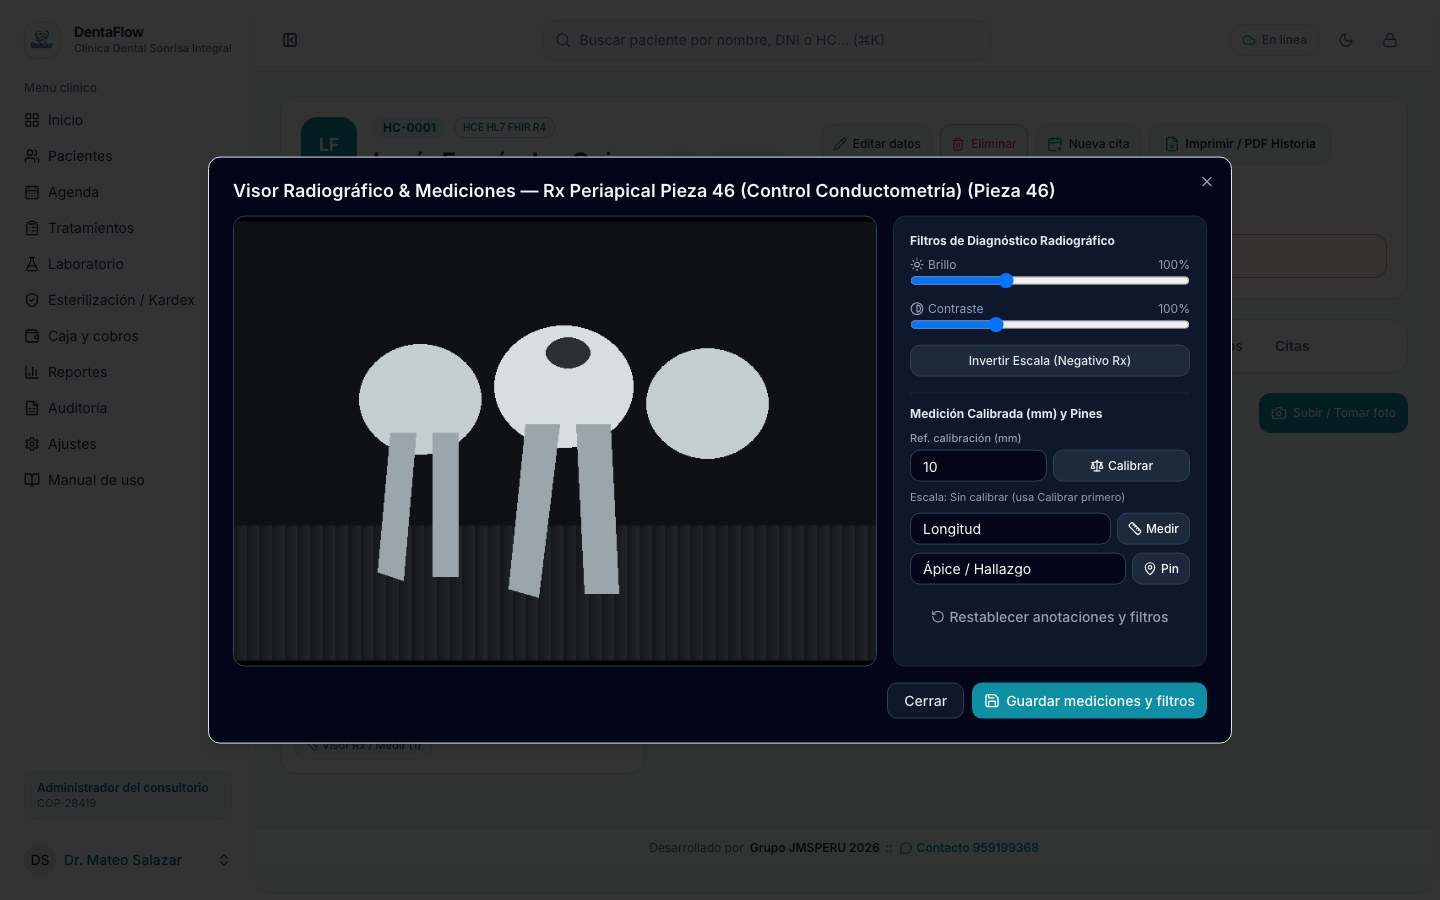 DentaFlow
Clínica Dental Sonrisa Integral
Buscar paciente por nombre, DNI o HC... (⌘K)
En línea
Menú clínico
Inicio
Pacientes
Agenda
Tratamientos
Laboratorio
Esterilización / Kardex
Caja y cobros
Reportes
Auditoría
Ajustes
Manual de uso
Administrador del consultorio
COP-28419
DS
Dr. Mateo Salazar
LF
HC-0001
HCE HL7 FHIR R4
Editar datos
Eliminar
Nueva cita
Imprimir / PDF Historia
Citas
Subir / Tomar foto
Visor Radiográfico & Mediciones — Rx Periapical Pieza 46 (Control Conductometría) (Pieza 46)
Filtros de Diagnóstico Radiográfico
Brillo 100%
Contraste 100%
Invertir Escala (Negativo Rx)
Medición Calibrada (mm) y Pines
Ref. calibración (mm)
10 Calibrar
Escala: Sin calibrar (usa Calibrar primero)
Longitud Medir
Ápice / Hallazgo Pin
Restablecer anotaciones y filtros
Cerrar
Guardar mediciones y filtros
Visor Rx / Medir (1)
Desarrollado por Grupo JMSPERU 2026 :: Contacto 959199368